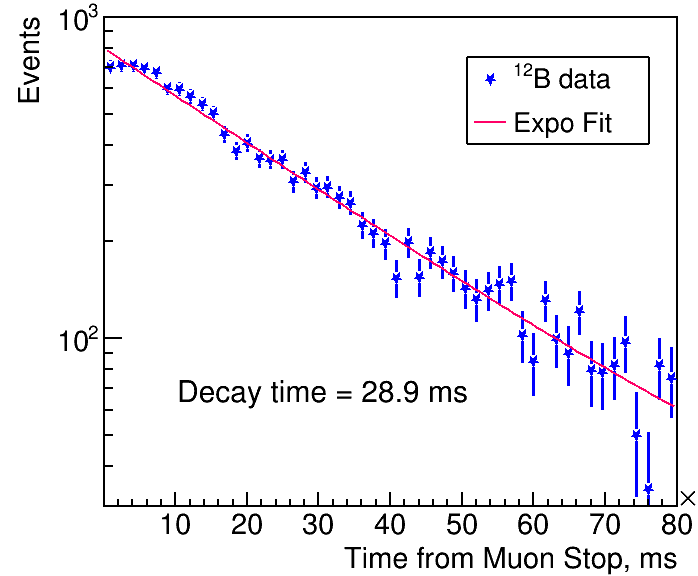 10³
Events
¹²B data
Expo Fit
10²
Decay time = 28.9 ms
10 20 30 40 50 60 70 80
×
Time from Muon Stop, ms